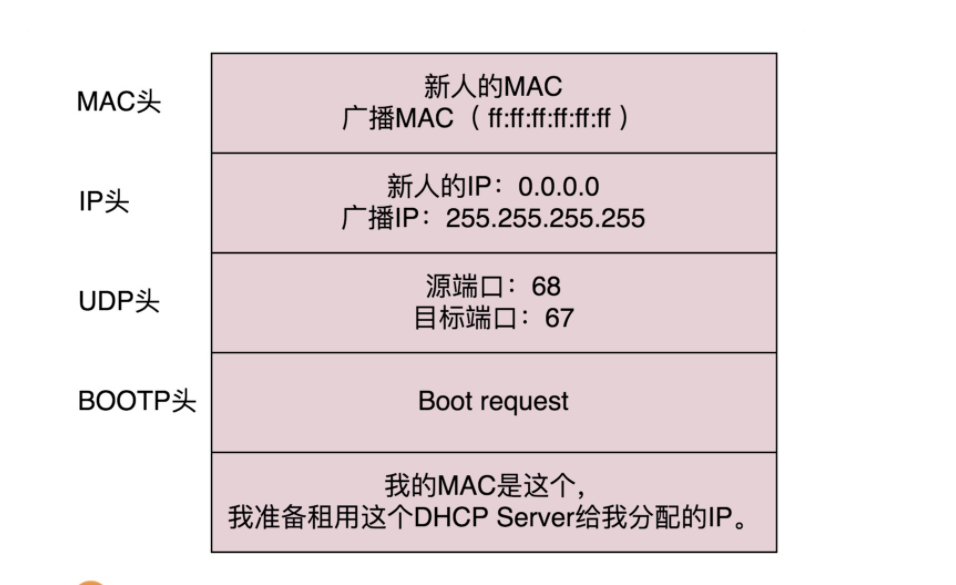 MAC头
新人的MAC
广播MAC（ff:ff:ff:ff:ff:ff）
IP头
新人的IP：0.0.0.0
广播IP：255.255.255.255
UDP头
源端口：68
目标端口：67
BOOTP头
Boot request
我的MAC是这个，
我准备租用这个DHCP Server给我分配的IP。